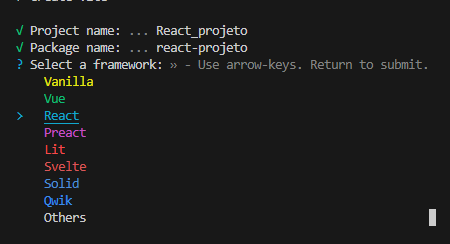 √ Project name: ... React_projeto
√ Package name: ... react-projeto
? Select a framework: » - Use arrow-keys. Return to submit.
Vanilla
Vue
> React
Preact
Lit
Svelte
Solid
Qwik
Others